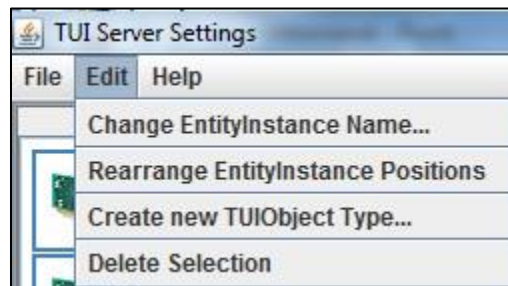 TUI Server Settings
File Edit Help
Change EntityInstance Name...
Rearrange EntityInstance Positions
Create new TUIObject Type...
Delete Selection